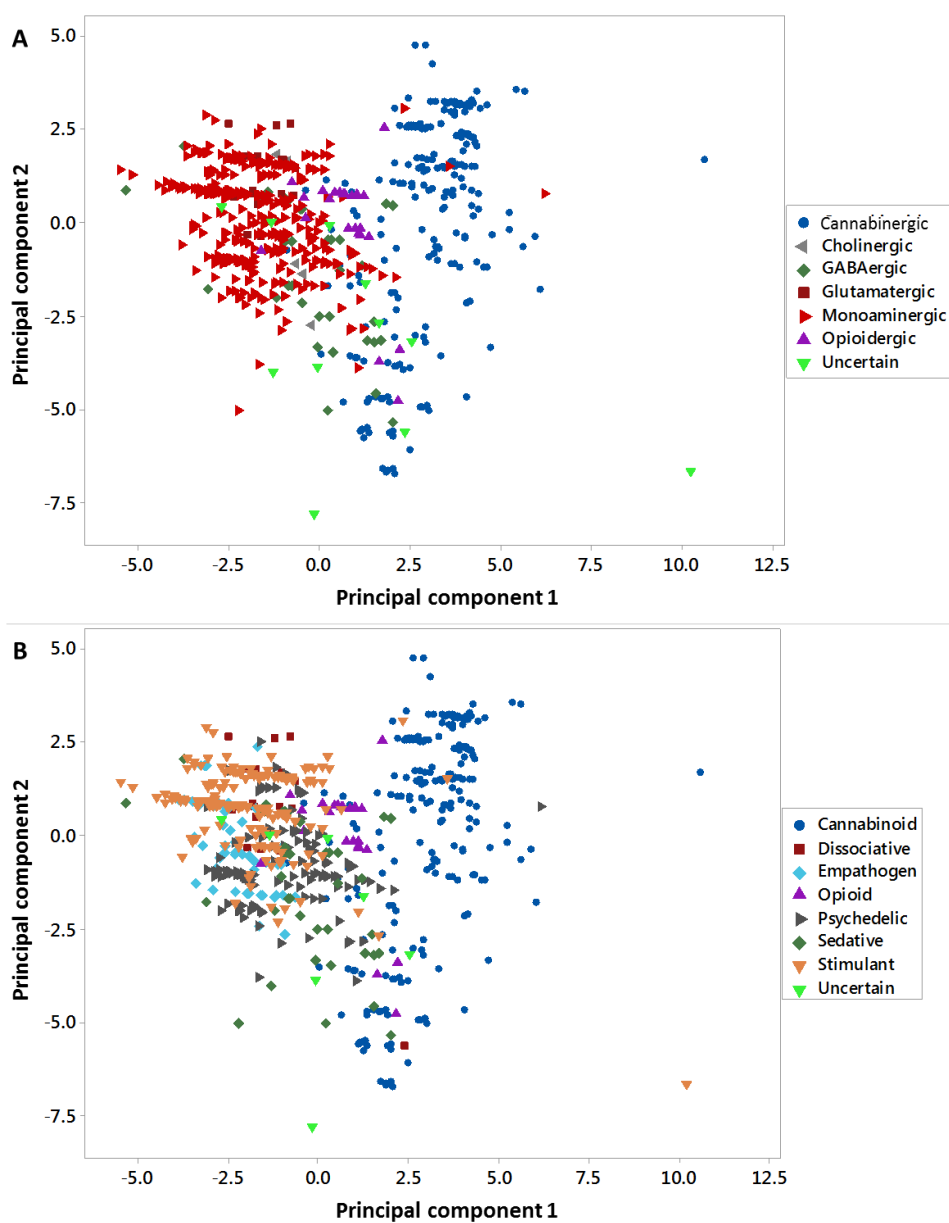 A
5.0
2.5
0.0
-2.5
-5.0
-7.5
Principal component 2
-5.0 -2.5 0.0 2.5 5.0 7.5 10.0 12.5
Principal component 1
Cannabinergic
Cholinergic
GABAergic
Glutamatergic
Monoaminergic
Opioidergic
Uncertain
B
5.0
2.5
0.0
-2.5
-5.0
-7.5
Principal component 2
-5.0 -2.5 0.0 2.5 5.0 7.5 10.0 12.5
Principal component 1
Cannabinoid
Dissociative
Empathogen
Opioid
Psychedelic
Sedative
Stimulant
Uncertain